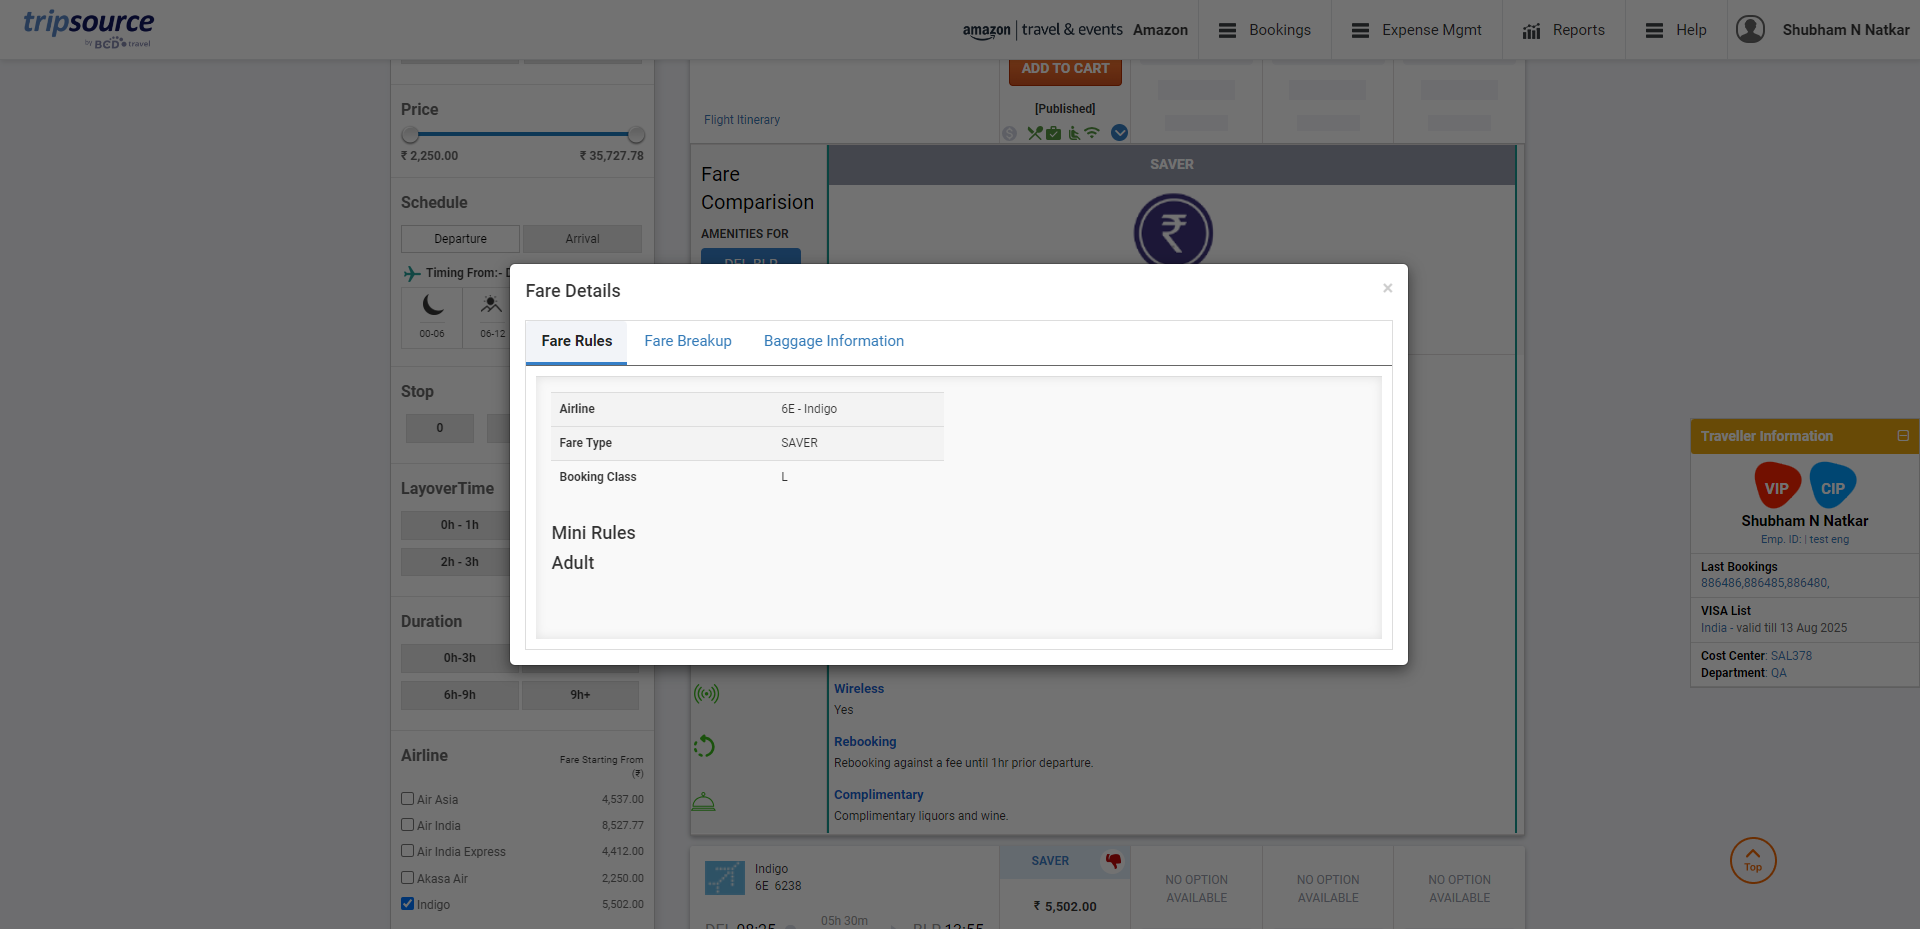 tripsource
by BCD travel
amazon | travel & events Amazon
Bookings
Expense Mgmt
Reports
Help
Shubham N Natkar
Price
₹ 2,250.00 ₹ 35,727.78
Schedule
Departure Arrival
Timing From:- D
00-06 06-12
Stop
0
LayoverTime
0h - 1h
2h - 3h
Duration
0h-3h
6h-9h 9h+
Airline Fare Starting From
(₹)
Air Asia 4,537.00
Air India 8,527.77
Air India Express 4,412.00
Akasa Air 2,250.00
Indigo 5,502.00
ADD TO CART
[Published]
Flight Itinerary
Fare
Comparision
AMENITIES FOR
DEL-BLR
SAVER
Fare Details
×
Fare Rules Fare Breakup Baggage Information
Airline 6E - Indigo
Fare Type SAVER
Booking Class L
Mini Rules
Adult
Wireless
Yes
Rebooking
Rebooking against a fee until 1hr prior departure.
Complimentary
Complimentary liquors and wine.
Indigo
6E 6238
DEL 08:25 05h 30m BLR 13:55
SAVER
₹ 5,502.00
NO OPTION
AVAILABLE
NO OPTION
AVAILABLE
NO OPTION
AVAILABLE
Traveller Information
VIP CIP
Shubham N Natkar
Emp. ID: | test eng
Last Bookings
886486,886485,886480,
VISA List
India - valid till 13 Aug 2025
Cost Center: SAL378
Department: QA
Top